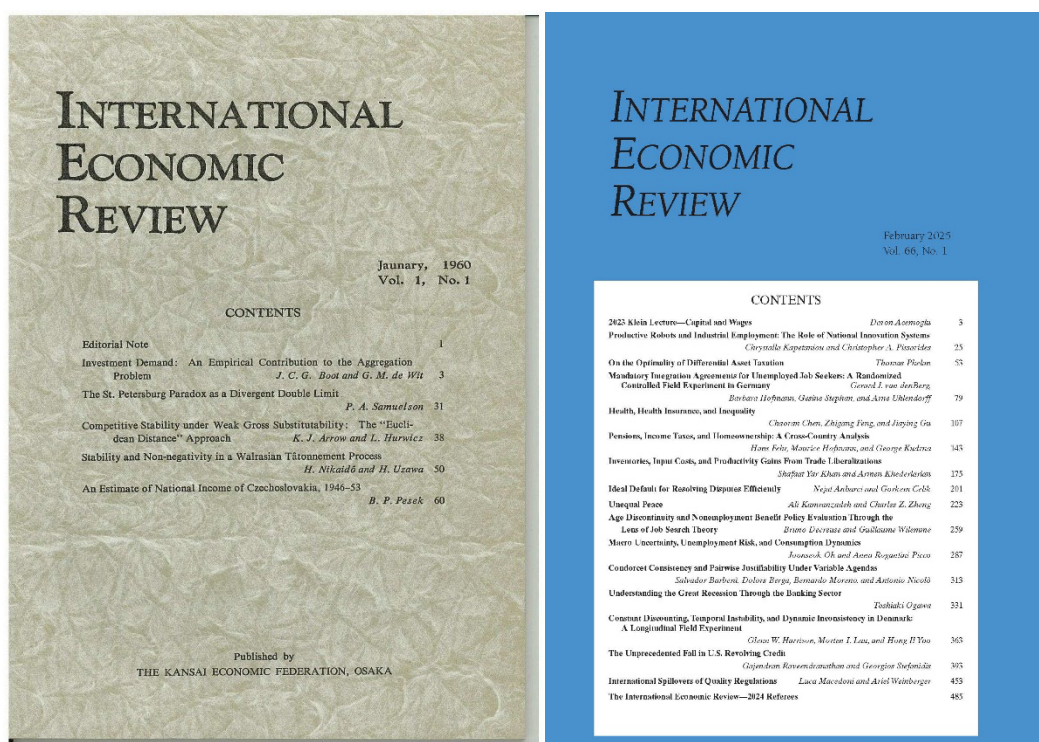 INTERNATIONAL
ECONOMIC
REVIEW
Jaunary, 1960
Vol. 1, No. 1
CONTENTS
Editorial Note 1
Investment Demand: An Empirical Contribution to the Aggregation
Problem J. C. G. Boot and G. M. de Wit 3
The St. Petersburg Paradox as a Divergent Double Limit
P. A. Samuelson 31
Competitive Stability under Weak Gross Substitutability: The "Eucli-
dean Distance" Approach K. J. Arrow and L. Hurwicz 38
Stability and Non-negativity in a Walrasian Tâtonnement Process
H. Nikaidô and H. Uzawa 50
An Estimate of National Income of Czechoslovakia, 1946–53
B. P. Pesek 60
Published by
THE KANSAI ECONOMIC FEDERATION, OSAKA
INTERNATIONAL
ECONOMIC
REVIEW
February 2025
Vol. 66, No. 1
CONTENTS
2023 Klein Lecture—Capital and Wages Daron Acemoglu 3
Productive Robots and Industrial Employment: The Role of National Innovation Systems
Chrystalla Kapetaniou and Christopher A. Pissarides 25
On the Optimality of Differential Asset Taxation Thomas Phelan 53
Mandatory Integration Agreements for Unemployed Job Seekers: A Randomized
Controlled Field Experiment in Germany Gerard J. van denBerg,
Barbara Hofmann, Gesine Stephan, and Arne Uhlendorff 79
Health, Health Insurance, and Inequality
Chaoran Chen, Zhigang Feng, and Jiaying Gu 107
Pensions, Income Taxes, and Homeownership: A Cross-Country Analysis
Hans Fehr, Maurice Hofmann, and George Kudrna 143
Inventories, Input Costs, and Productivity Gains From Trade Liberalizations
Shafaat Yar Khan and Armen Khederlarian 175
Ideal Default for Resolving Disputes Efficiently Nejat Anbarci and Gorkem Celik 201
Unequal Peace Ali Kamranzadeh and Charles Z. Zheng 223
Age Discontinuity and Nonemployment Benefit Policy Evaluation Through the
Lens of Job Search Theory Bruno Decreuse and Guillaume Wilemme 259
Macro Uncertainty, Unemployment Risk, and Consumption Dynamics
Joonseok Oh and Anna Rogantini Picco 287
Condorcet Consistency and Pairwise Justifiability Under Variable Agendas
Salvador Barberà, Dolors Berga, Bernardo Moreno, and Antonio Nicolò 313
Understanding the Great Recession Through the Banking Sector
Toshiaki Ogawa 331
Constant Discounting, Temporal Instability, and Dynamic Inconsistency in Denmark:
A Longitudinal Field Experiment
Glenn W. Harrison, Morten I. Lau, and Hong Il Yoo 363
The Unprecedented Fall in U.S. Revolving Credit
Gajendran Raveendranathan and Georgios Stefanidis 393
International Spillovers of Quality Regulations Luca Macedoni and Ariel Weinberger 453
The International Economic Review—2024 Referees 485